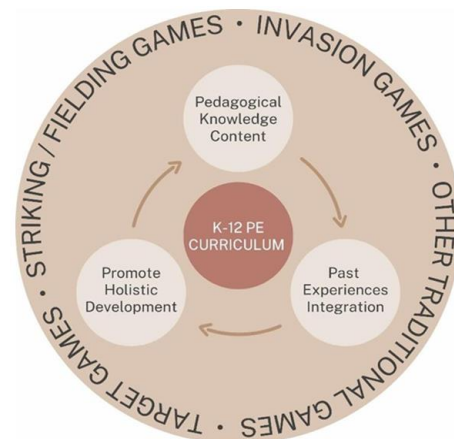 STRIKING / FIELDING GAMES • INVASION GAMES • OTHER TRADITIONAL GAMES • TARGET GAMES •
Pedagogical
Knowledge
Content
K-12 PE
CURRICULUM
Promote
Holistic
Development
Past
Experiences
Integration